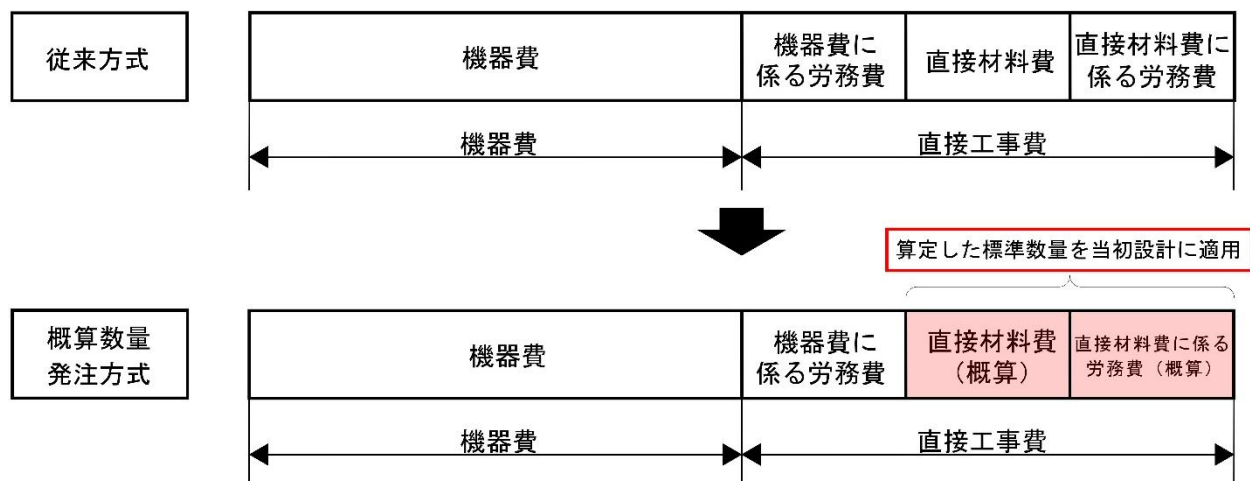 従来方式
機器費
機器費に
係る労務費
直接材料費
直接材料費に
係る労務費
機器費
直接工事費
算定した標準数量を当初設計に適用
概算数量
発注方式
機器費
機器費に
係る労務費
直接材料費
（概算）
直接材料費に係る
労務費（概算）
機器費
直接工事費